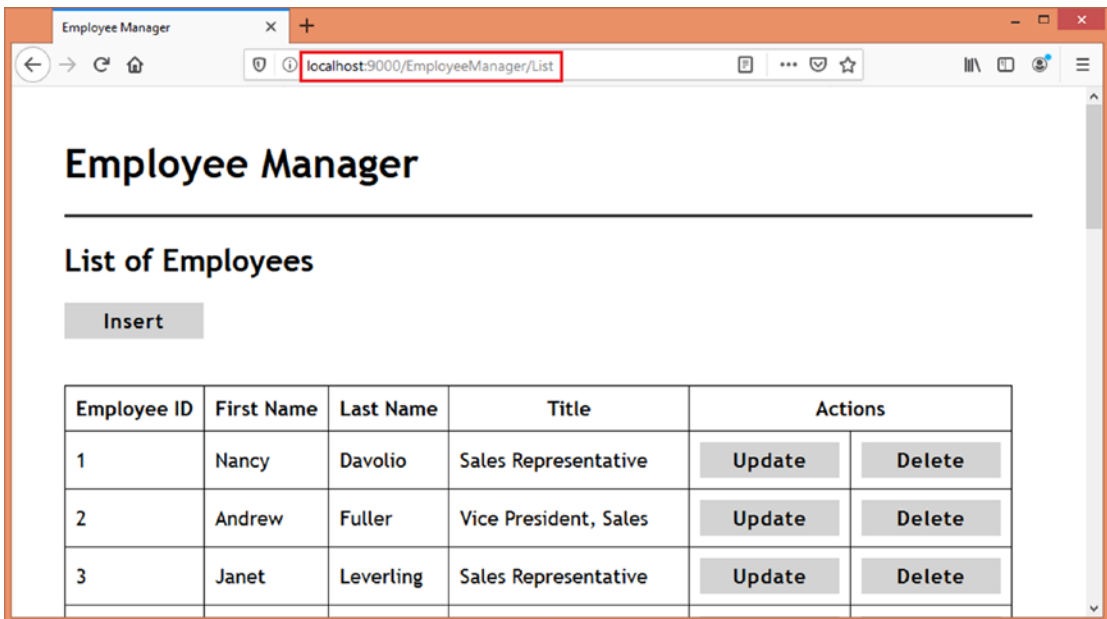 Employee Manager
localhost:9000/EmployeeManager/List
Employee Manager
List of Employees
Insert
Employee ID First Name Last Name Title Actions
1 Nancy Davolio Sales Representative Update Delete
2 Andrew Fuller Vice President, Sales Update Delete
3 Janet Leverling Sales Representative Update Delete